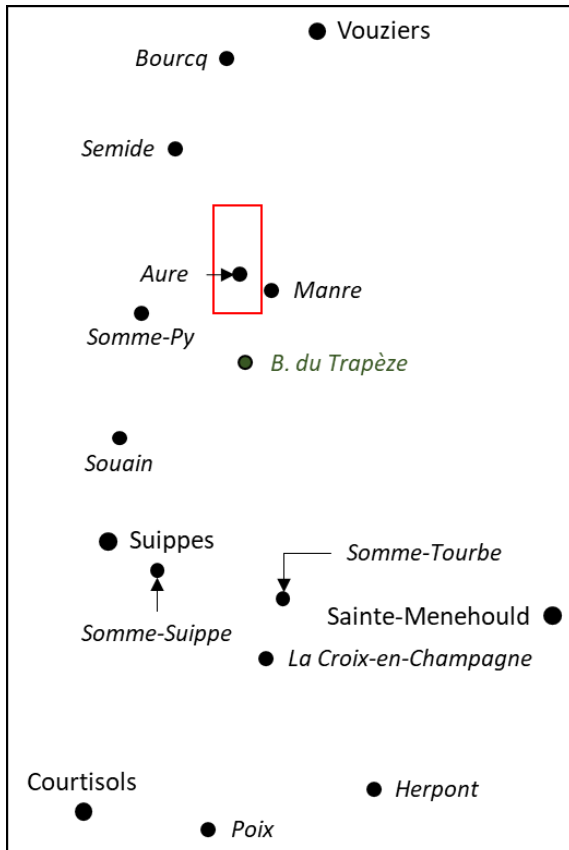 Vouziers
Bourcq
Semide
Aure
Manre
Somme-Py
B. du Trapèze
Souain
Suippes
Somme-Tourbe
Somme-Suippe
Sainte-Menehould
La Croix-en-Champagne
Courtisols
Herpont
Poix